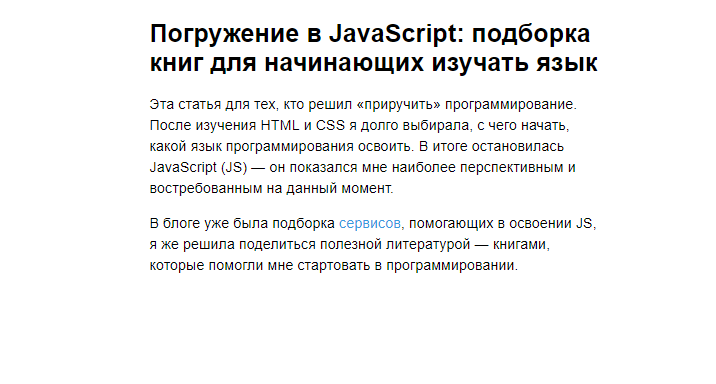 Погружение в JavaScript: подборка
книг для начинающих изучать язык
Эта статья для тех, кто решил «приручить» программирование.
После изучения HTML и CSS я долго выбирала, с чего начать,
какой язык программирования освоить. В итоге остановилась
JavaScript (JS) — он показался мне наиболее перспективным и
востребованным на данный момент.
В блоге уже была подборка сервисов, помогающих в освоении JS,
я же решила поделиться полезной литературой — книгами,
которые помогли мне стартовать в программировании.